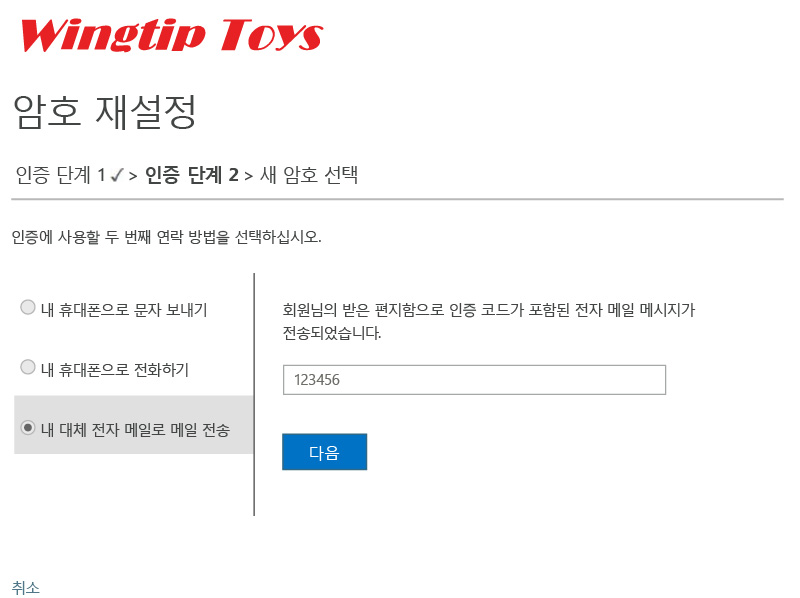 Wingtip Toys
암호 재설정
인증 단계 1 ✓ > 인증 단계 2 > 새 암호 선택
인증에 사용할 두 번째 연락 방법을 선택하십시오.
내 휴대폰으로 문자 보내기
내 휴대폰으로 전화하기
내 대체 전자 메일로 메일 전송
회원님의 받은 편지함으로 인증 코드가 포함된 전자 메일 메시지가
전송되었습니다.
123456
다음
취소